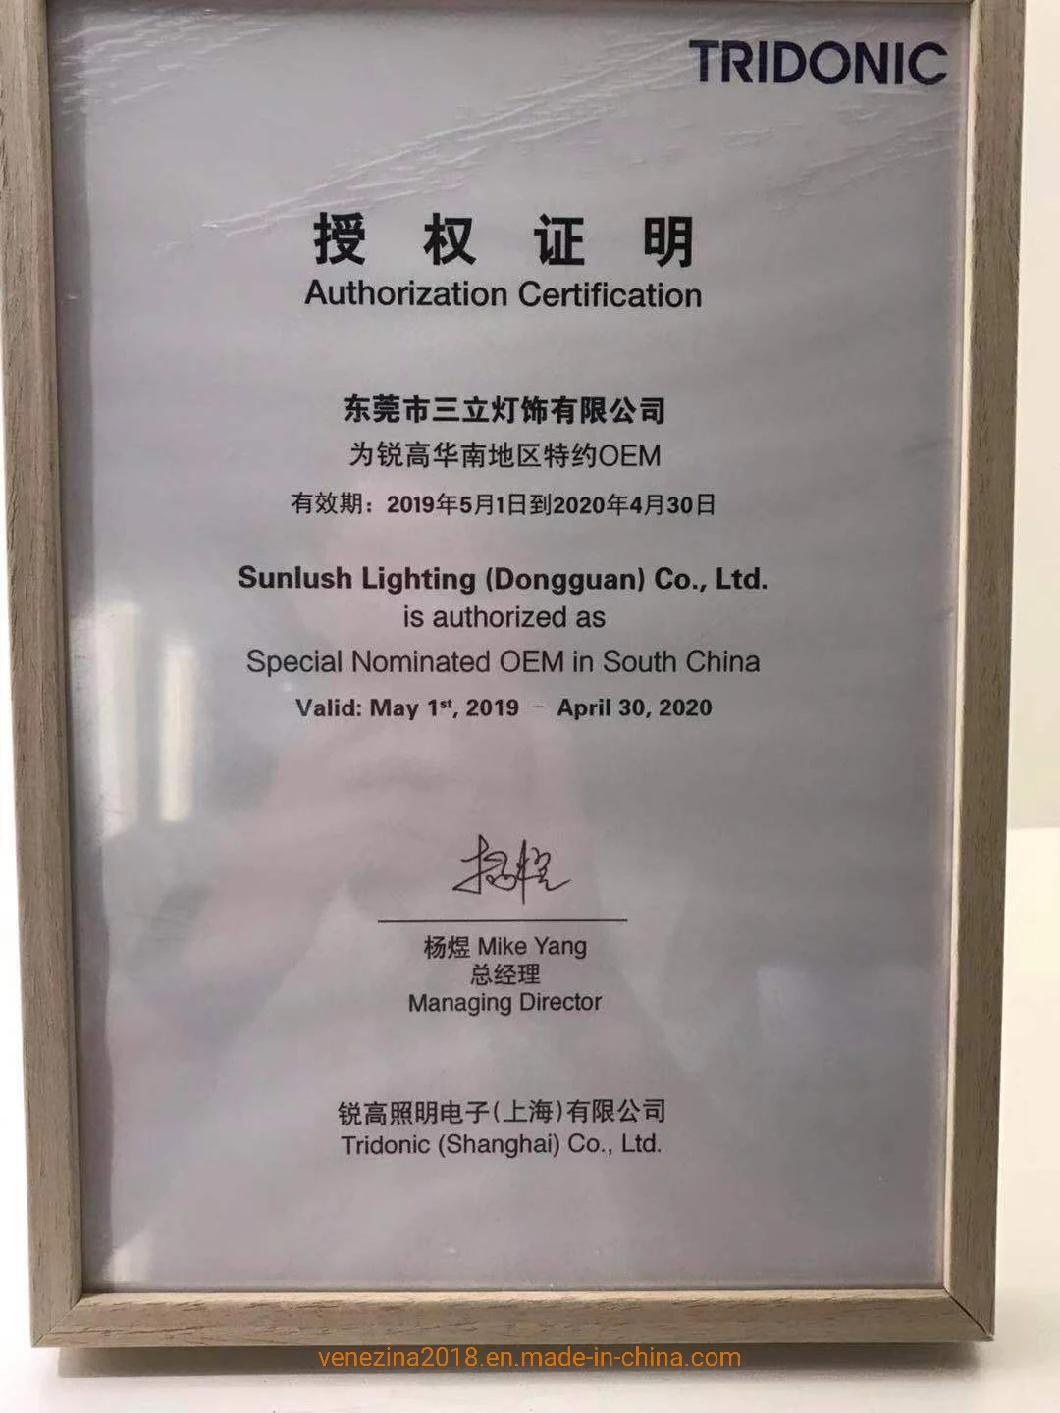 TRIDONIC
授权证明
Authorization Certification
东莞市三立灯饰有限公司
为锐高华南地区特约OEM
有效期：2019年5月1日到2020年4月30日
Sunlush Lighting (Dongguan) Co., Ltd.
is authorized as
Special Nominated OEM in South China
Valid: May 1st, 2019 – April 30, 2020
杨煜
杨煜 Mike Yang
总经理
Managing Director
锐高照明电子(上海)有限公司
Tridonic (Shanghai) Co., Ltd.
venezina2018.en.made-in-china.com